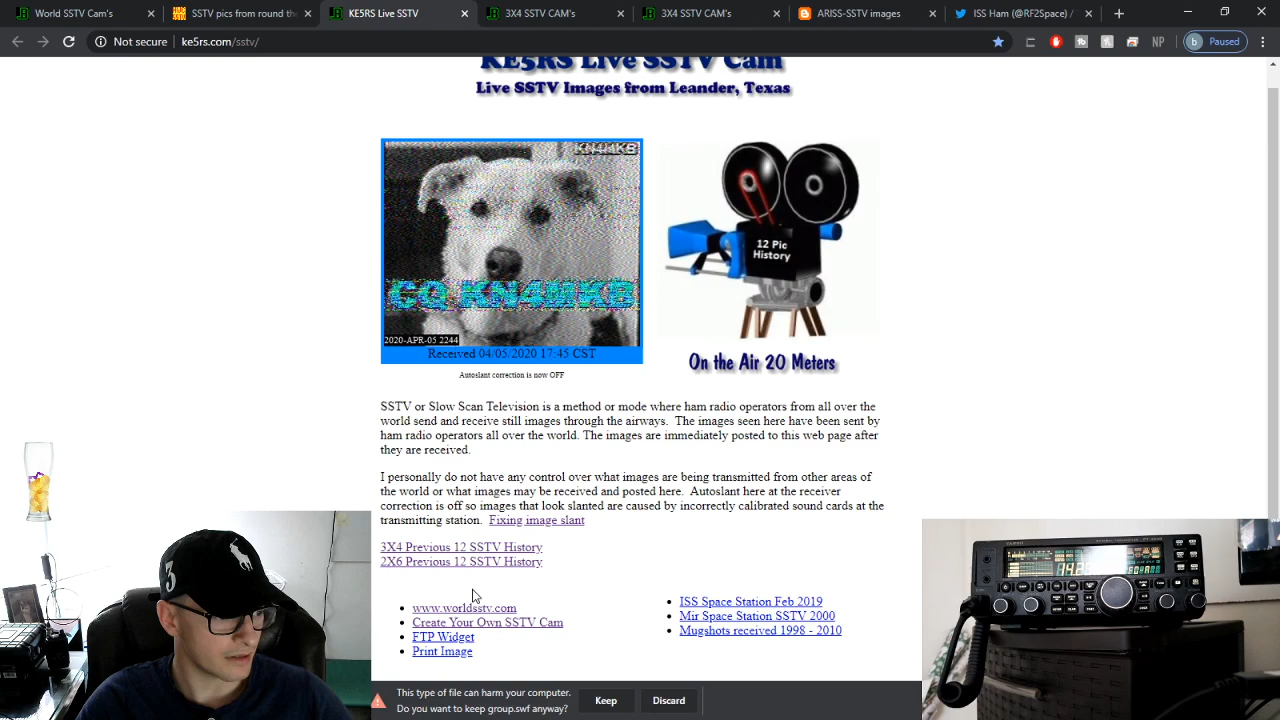 SSTV Cam's
SSTV pics from round the
KE5RS Live SSTV
3X4 SSTV CAM's
3X4 SSTV CAM's
ARISS-SSTV images
ISS Ham (@RF2Space) /
Not secure
ke5rs.com/sstv/
NP
b
Paused
KE5RS Live SSTV Cam
Live SSTV Images from Leander, Texas
KN4MKB
CQ KN4MKB
2020-APR-05 2244
Received 04/05/2020 17:45 CST
Autoslant correction is now OFF
12 Pic
History
On the Air 20 Meters
SSTV or Slow Scan Television is a method or mode where ham radio operators from all over the
world send and receive still images through the airways. The images seen here have been sent by
ham radio operators all over the world. The images are immediately posted to this web page after
they are received.
I personally do not have any control over what images are being transmitted from other areas of
the world or what images may be received and posted here. Autoslant here at the receiver
correction is off so images that look slanted are caused by incorrectly calibrated sound cards at the
transmitting station. Fixing image slant
3X4 Previous 12 SSTV History
2X6 Previous 12 SSTV History
www.worldsstv.com
Create Your Own SSTV Cam
FTP Widget
Print Image
ISS Space Station Feb 2019
Mir Space Station SSTV 2000
Mugshots received 1998 - 2010
3
YAESU
This type of file can harm your computer.
Do you want to keep group.swf anyway?
Keep
Discard